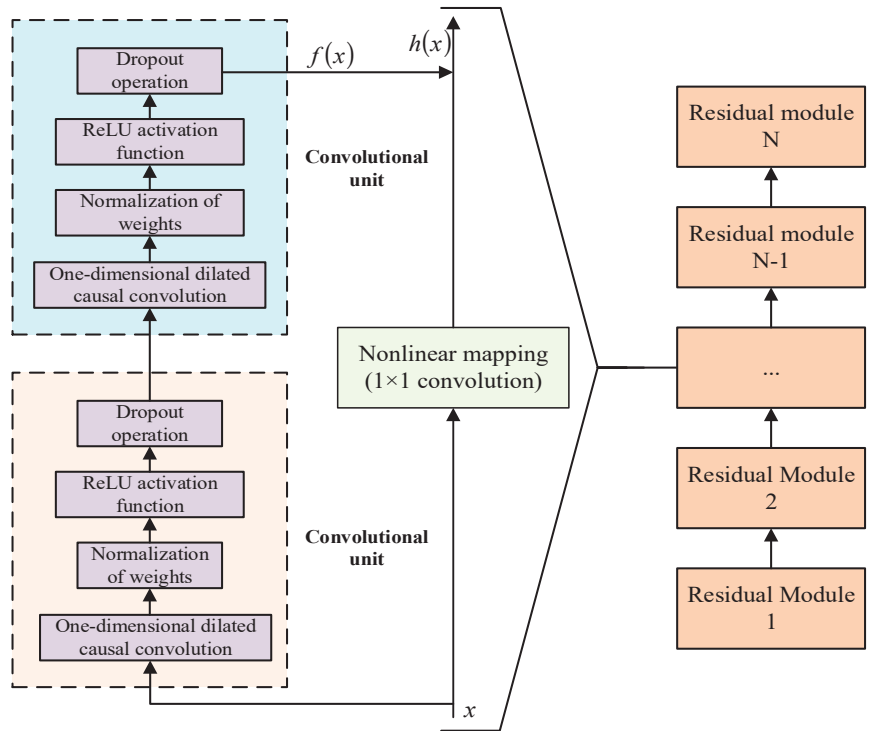 Dropout
operation
ReLU activation
function
Normalization of
weights
One-dimensional dilated
causal convolution
Dropout
operation
ReLU activation
function
Normalization
of weights
One-dimensional dilated
causal convolution
f(x)
h(x)
Convolutional
unit
Nonlinear mapping
(1×1 convolution)
Convolutional
unit
x
Residual module
N
Residual module
N-1
...
Residual Module
2
Residual Module
1